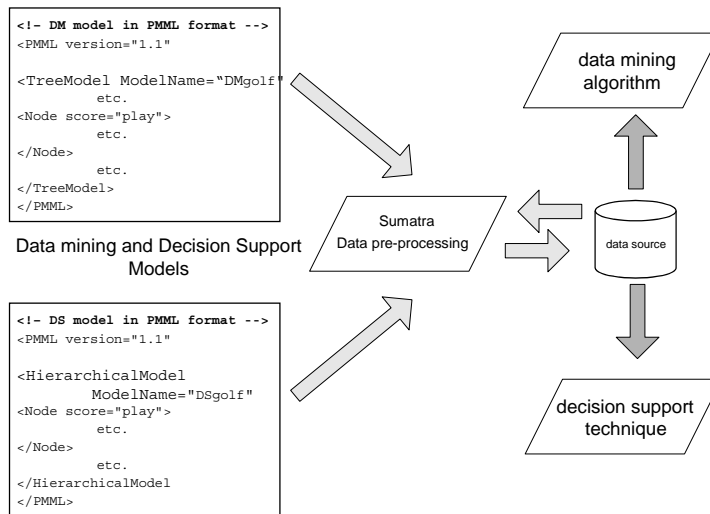 <!- DM model in PMML format -->
<PMML version="1.1"
<TreeModel ModelName="DMgolf"
etc.
<Node score="play">
etc.
</Node>
etc.
</TreeModel>
</PMML>
Data mining and Decision Support
Models
<!- DS model in PMML format -->
<PMML version="1.1"
<HierarchicalModel
ModelName="DSgolf"
<Node score="play">
etc.
</Node>
etc.
</HierarchicalModel
</PMML>
Sumatra
Data pre-processing
data mining
algorithm
data source
decision support
technique